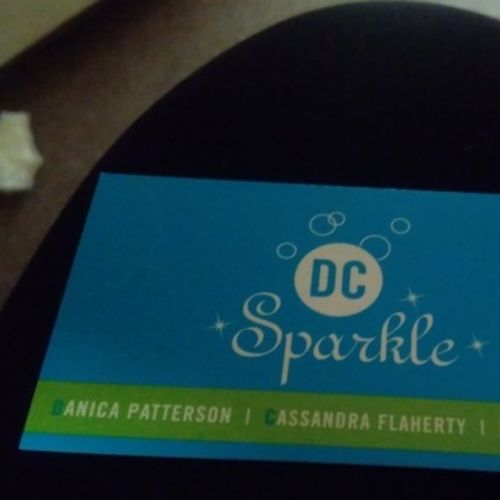 DC
Sparkle
DANICA PATTERSON | CASSANDRA FLAHERTY |